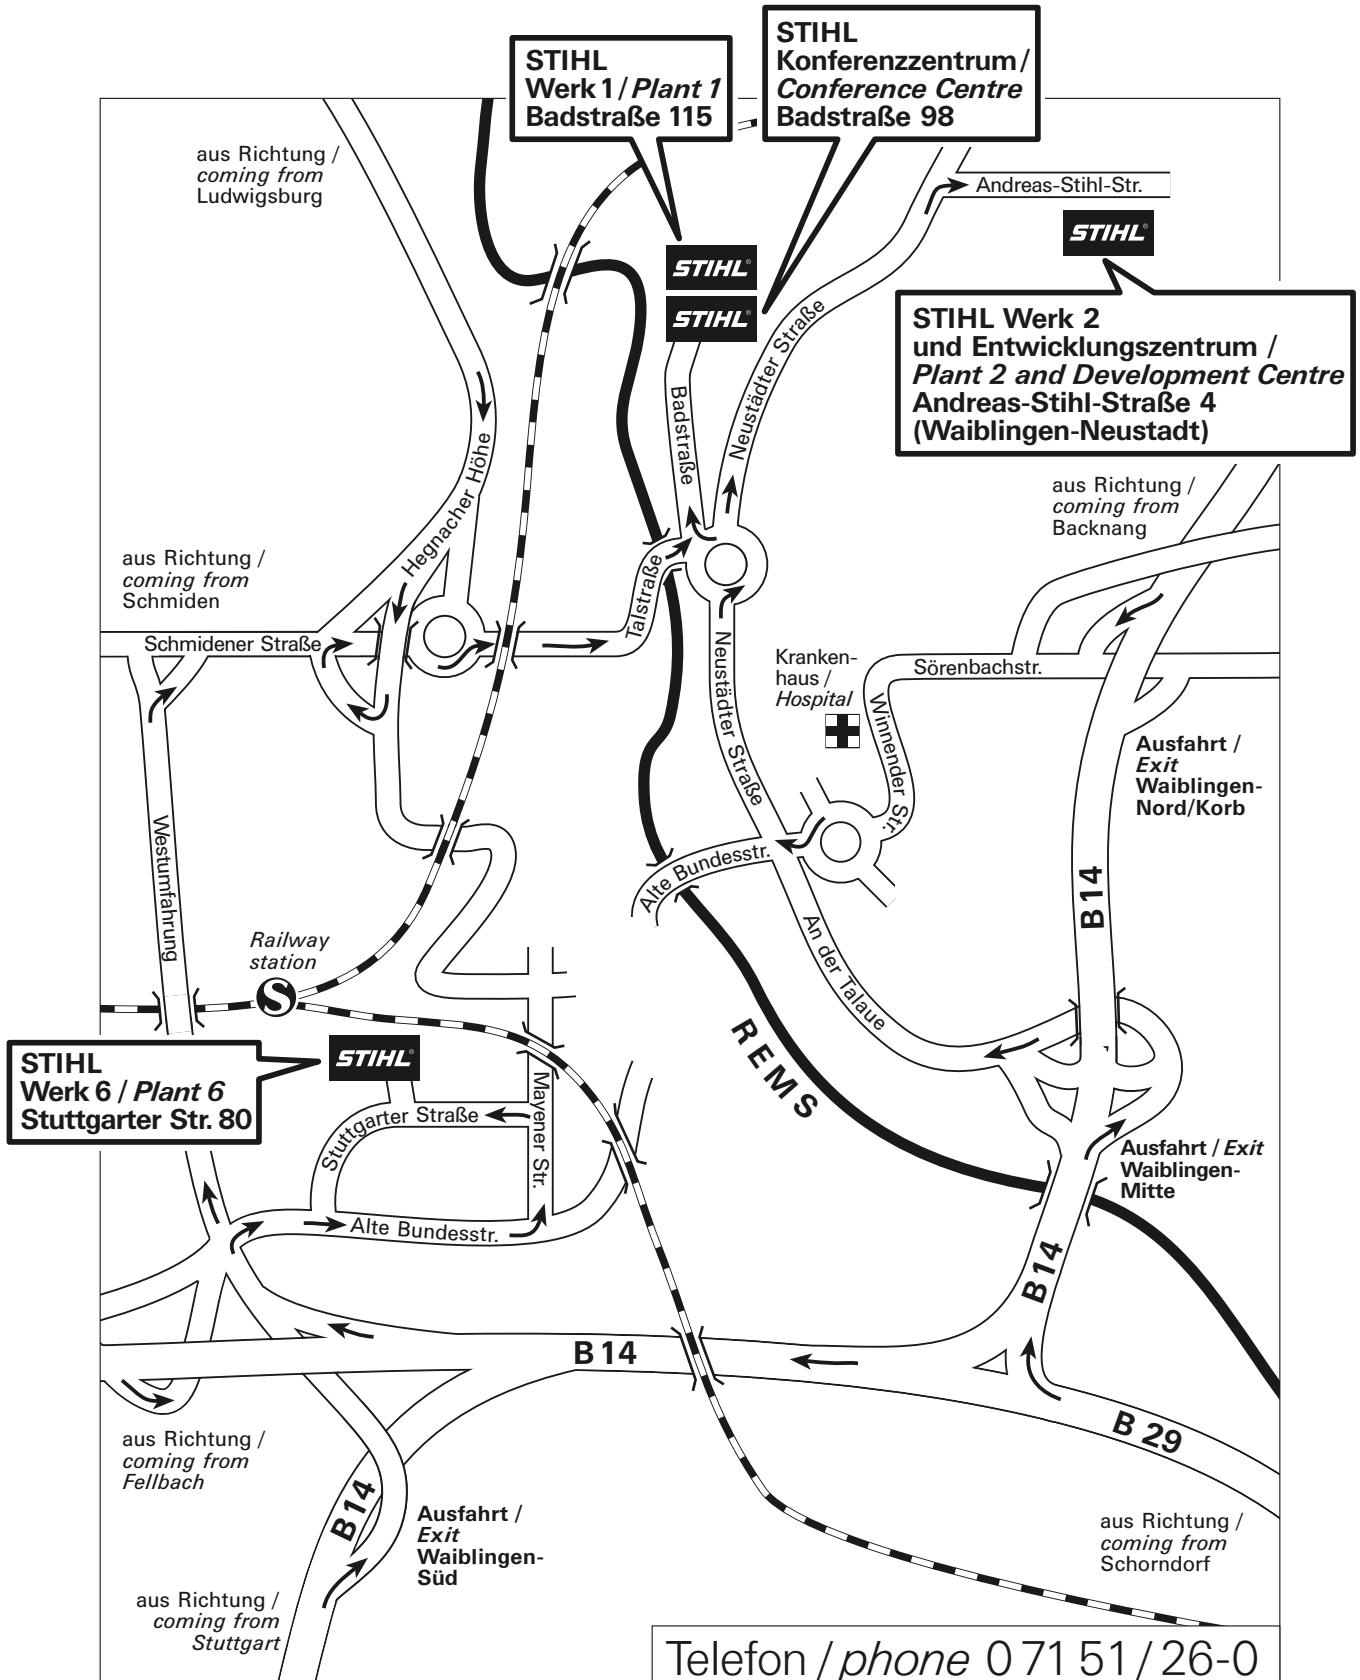 STIHL
Werk 1 / Plant 1
Badstraße 115
STIHL
Konferenzzentrum /
Conference Centre
Badstraße 98
aus Richtung /
coming from
Ludwigsburg
Andreas-Stihl-Str.
STIHL®
STIHL®
STIHL®
STIHL Werk 2
und Entwicklungszentrum /
Plant 2 and Development Centre
Andreas-Stihl-Straße 4
(Waiblingen-Neustadt)
Neustädter Straße
Badstraße
Hegnacher Höhe
aus Richtung /
coming from
Backnang
aus Richtung /
coming from
Schmiden
Schmidener Straße
Talstraße
Neustädter Straße
Kranken-
haus /
Hospital
Sörenbachstr.
Winnender Str.
Ausfahrt /
Exit
Waiblingen-
Nord/Korb
Westumfahrung
Alte Bundesstr.
B 14
An der Talaue
Railway
station
S
REMS
STIHL
Werk 6 / Plant 6
Stuttgarter Str. 80
STIHL®
Stuttgarter Straße
Mayener Str.
Ausfahrt / Exit
Waiblingen-
Mitte
Alte Bundesstr.
B 14
B 14
B 29
aus Richtung /
coming from
Fellbach
B 14
Ausfahrt /
Exit
Waiblingen-
Süd
aus Richtung /
coming from
Schorndorf
aus Richtung /
coming from
Stuttgart
Telefon / phone 0 71 51 / 26-0